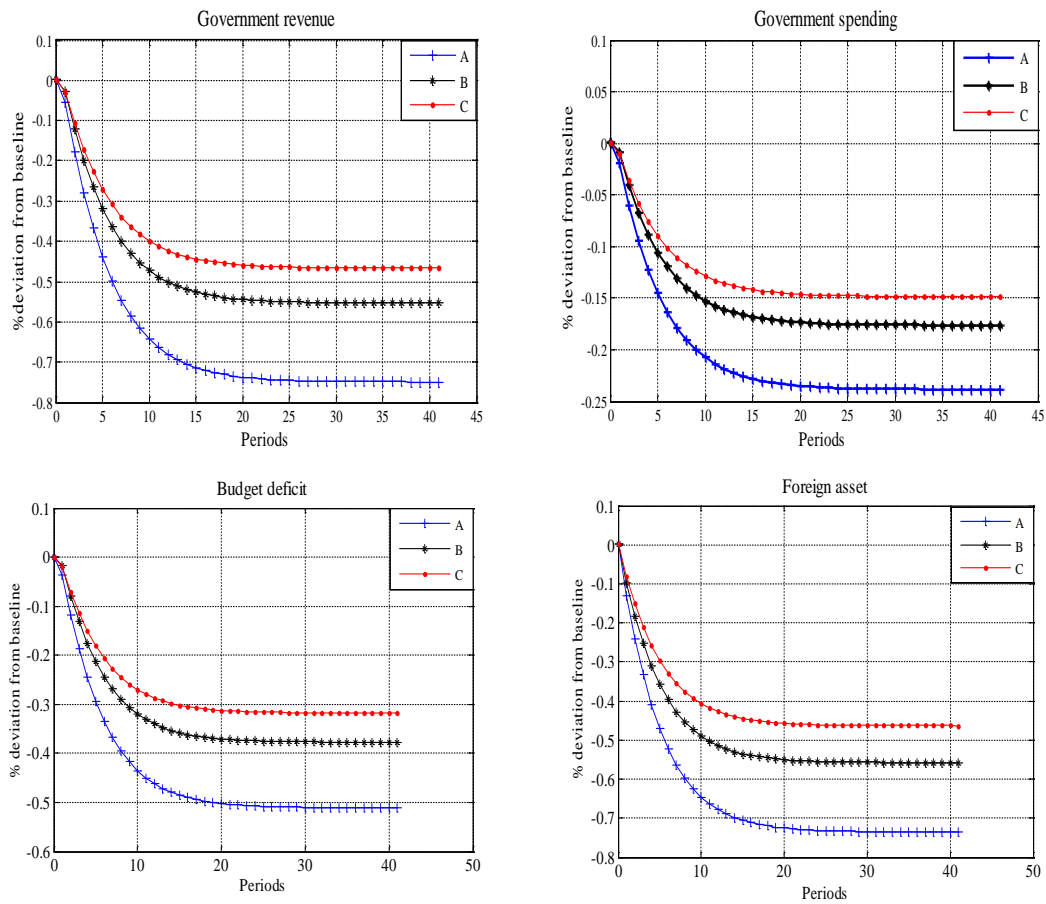 Government revenue
%deviation from baseline
0.1
0
-0.1
-0.2
-0.3
-0.4
-0.5
-0.6
-0.7
-0.8
A
B
C
0 5 10 15 20 25 30 35 40 45
Periods
Government spending
% deviation from baseline
0.1
0.05
0
-0.05
-0.1
-0.15
-0.2
-0.25
A
B
C
0 5 10 15 20 25 30 35 40 45
Periods
Budget deficit
% deviation from baseline
0.1
0
-0.1
-0.2
-0.3
-0.4
-0.5
-0.6
A
B
C
0 10 20 30 40 50
Periods
Foreign asset
% deviation from baseline
0.1
0
-0.1
-0.2
-0.3
-0.4
-0.5
-0.6
-0.7
-0.8
A
B
C
0 10 20 30 40 50
Periods